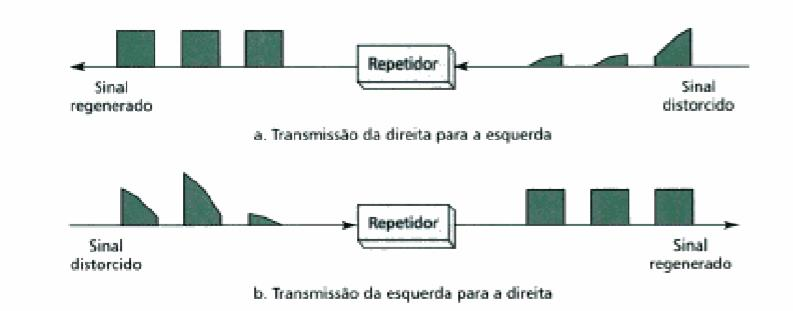 Repetidor
Sinal
regenerado
Sinal
distorcido
a. Transmissão da direita para a esquerda
Repetidor
Sinal
distorcido
Sinal
regenerado
b. Transmissão da esquerda para a direita